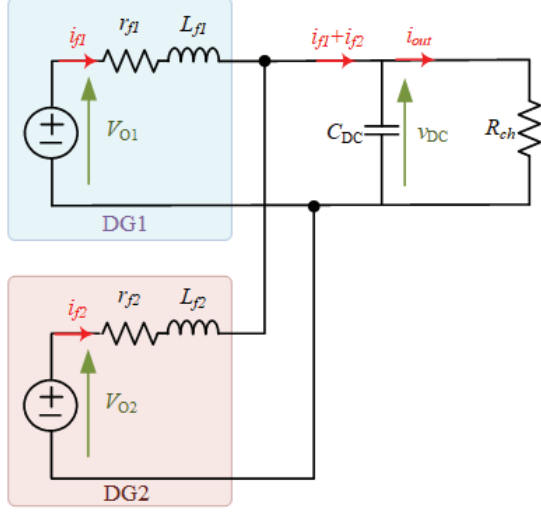 i_f1 r_f1 L_f1 i_f1+i_f2 i_out
V_O1 C_DC v_DC R_ch
DG1
i_f2 r_f2 L_f2
V_O2
DG2